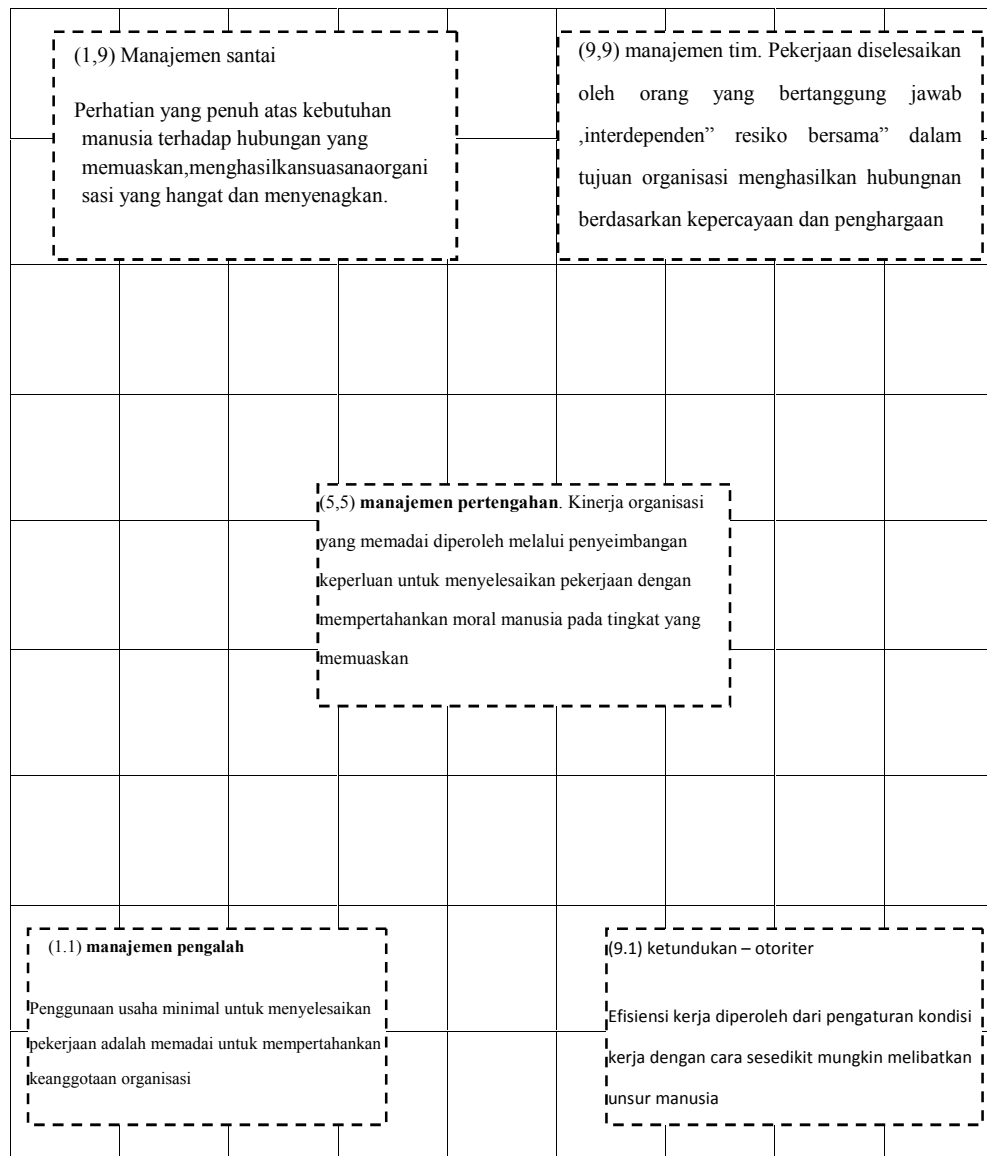 (1,9) Manajemen santai
Perhatian yang penuh atas kebutuhan
manusia terhadap hubungan yang
memuaskan,menghasilkansuasanaorgani
sasi yang hangat dan menyenagkan.
(9,9) manajemen tim. Pekerjaan diselesaikan
oleh orang yang bertanggung jawab
‚interdependen” resiko bersama” dalam
tujuan organisasi menghasilkan hubungnan
berdasarkan kepercayaan dan penghargaan
(5,5) manajemen pertengahan. Kinerja organisasi
yang memadai diperoleh melalui penyeimbangan
keperluan untuk menyelesaikan pekerjaan dengan
mempertahankan moral manusia pada tingkat yang
memuaskan
(1.1) manajemen pengalah
Penggunaan usaha minimal untuk menyelesaikan
pekerjaan adalah memadai untuk mempertahankan
keanggotaan organisasi
(9.1) ketundukan – otoriter
Efisiensi kerja diperoleh dari pengaturan kondisi
kerja dengan cara sesedikit mungkin melibatkan
unsur manusia